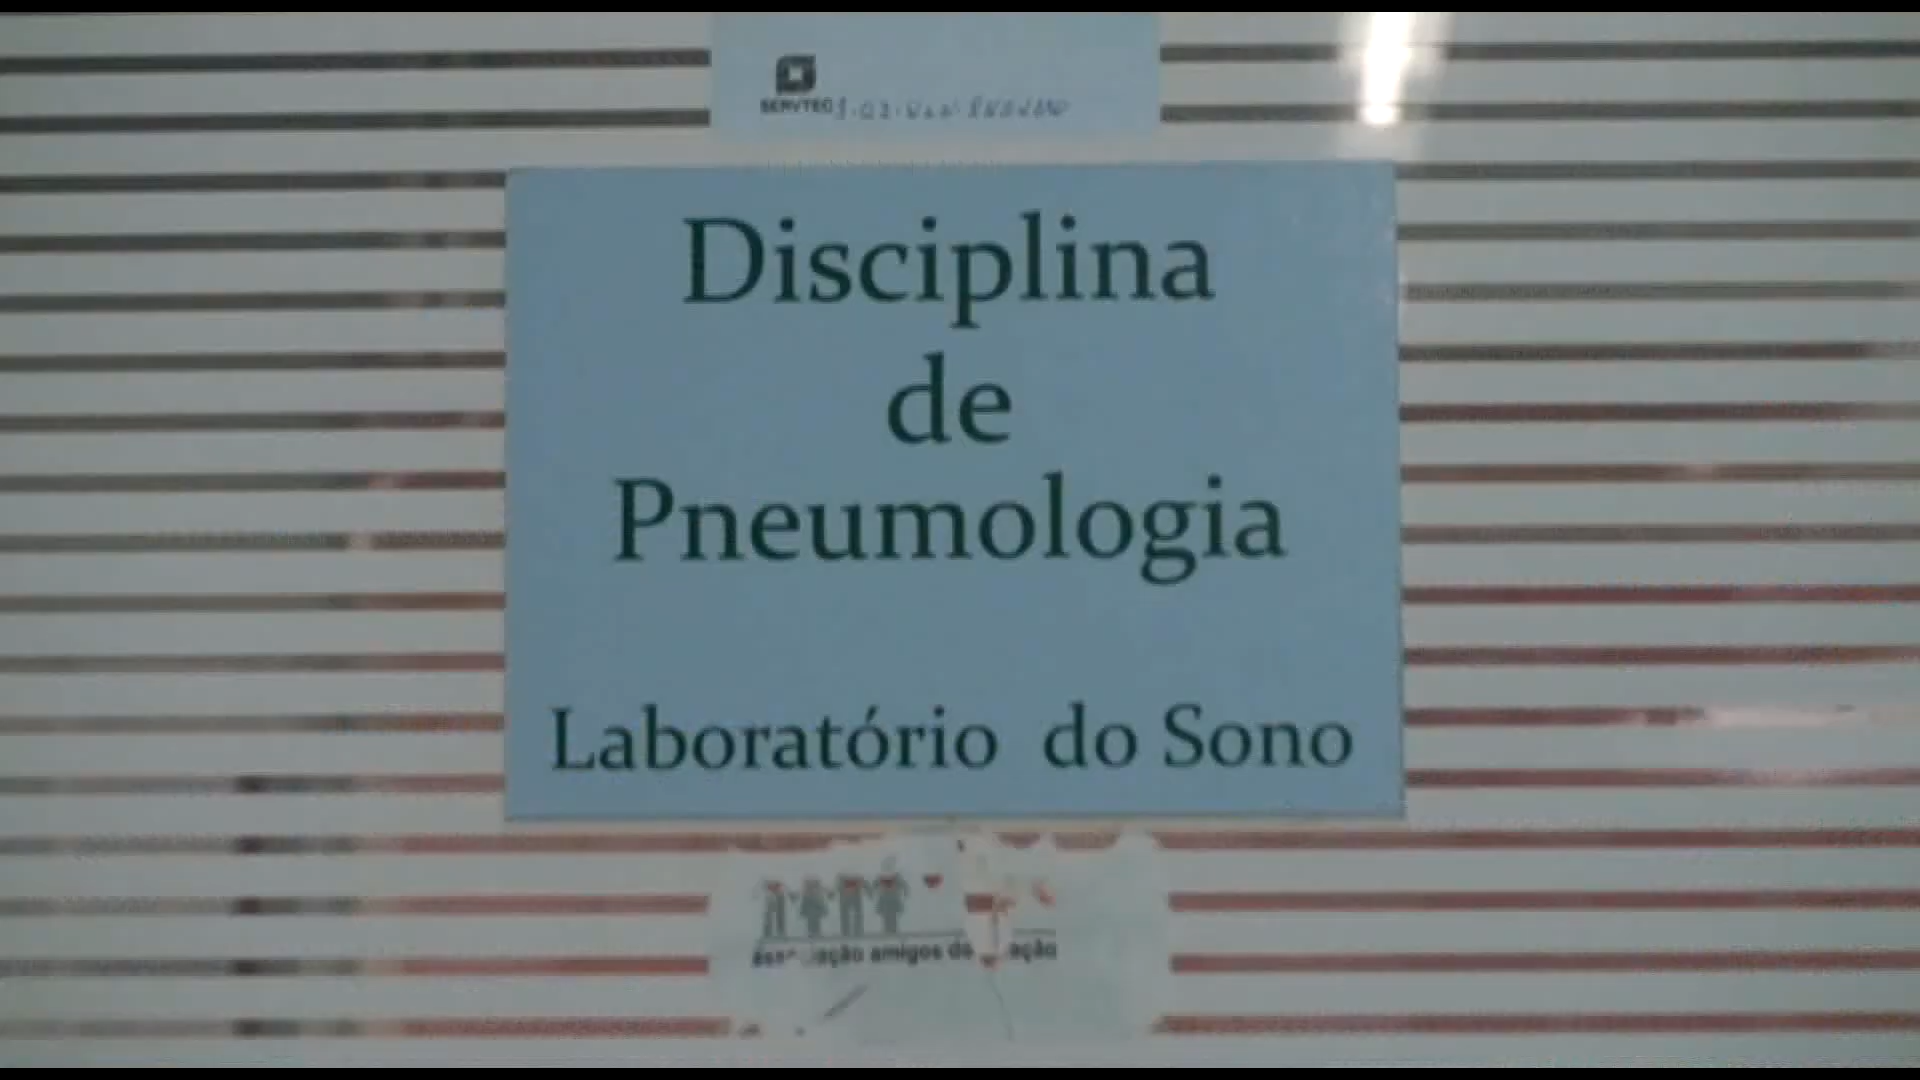 SERVTEC
Disciplina
de
Pneumologia
Laboratório do Sono
amigos do